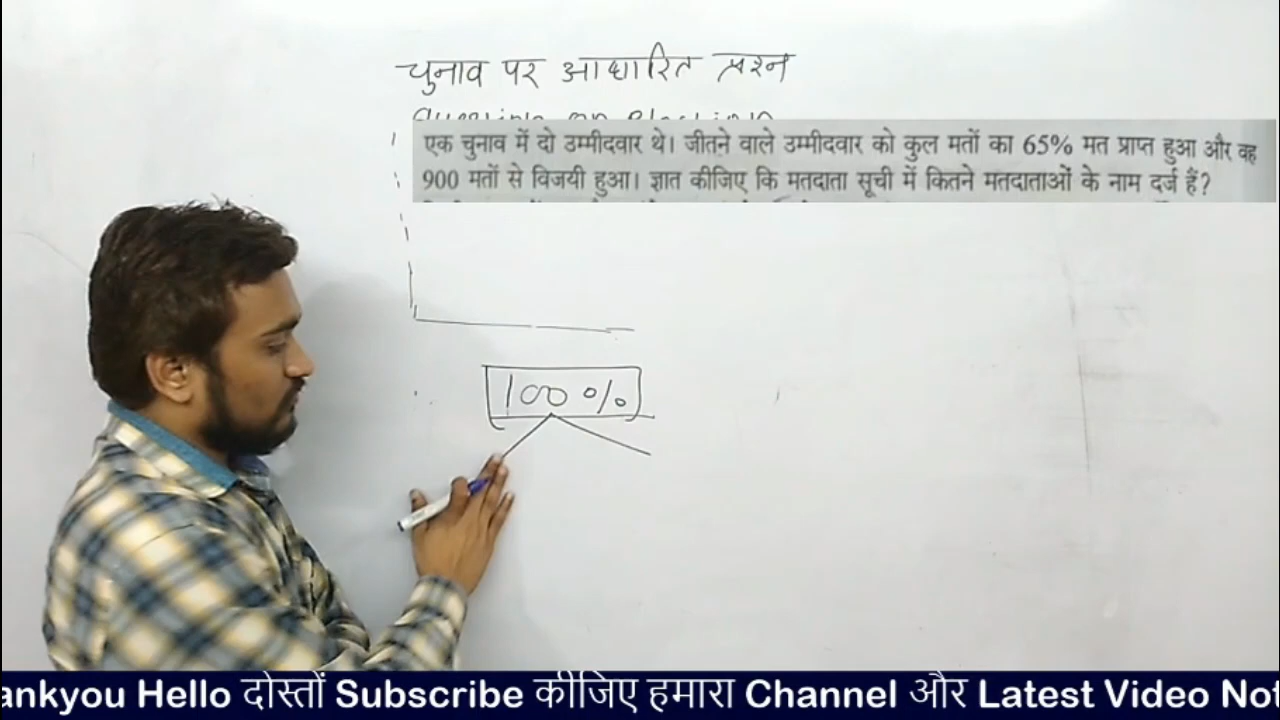 चुनाव पर आधारित प्रश्न
एक चुनाव में दो उम्मीदवार थे। जीतने वाले उम्मीदवार को कुल मतों का 65% मत प्राप्त हुआ और वह
900 मतों से विजयी हुआ। ज्ञात कीजिए कि मतदाता सूची में कितने मतदाताओं के नाम दर्ज हैं?
100 %
ankyou Hello दोस्तों Subscribe कीजिए हमारा Channel और Latest Video Not